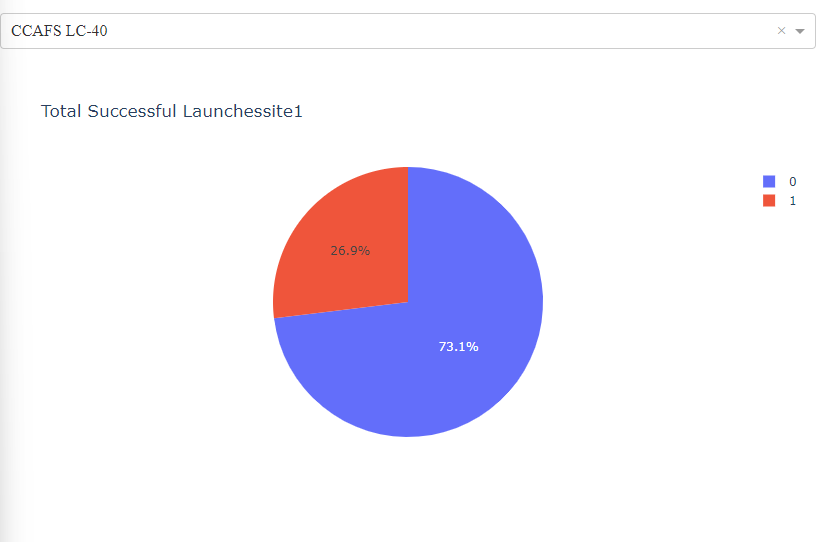 CCAFS LC-40
Total Successful Launchessite1
0
1
26.9%
73.1%